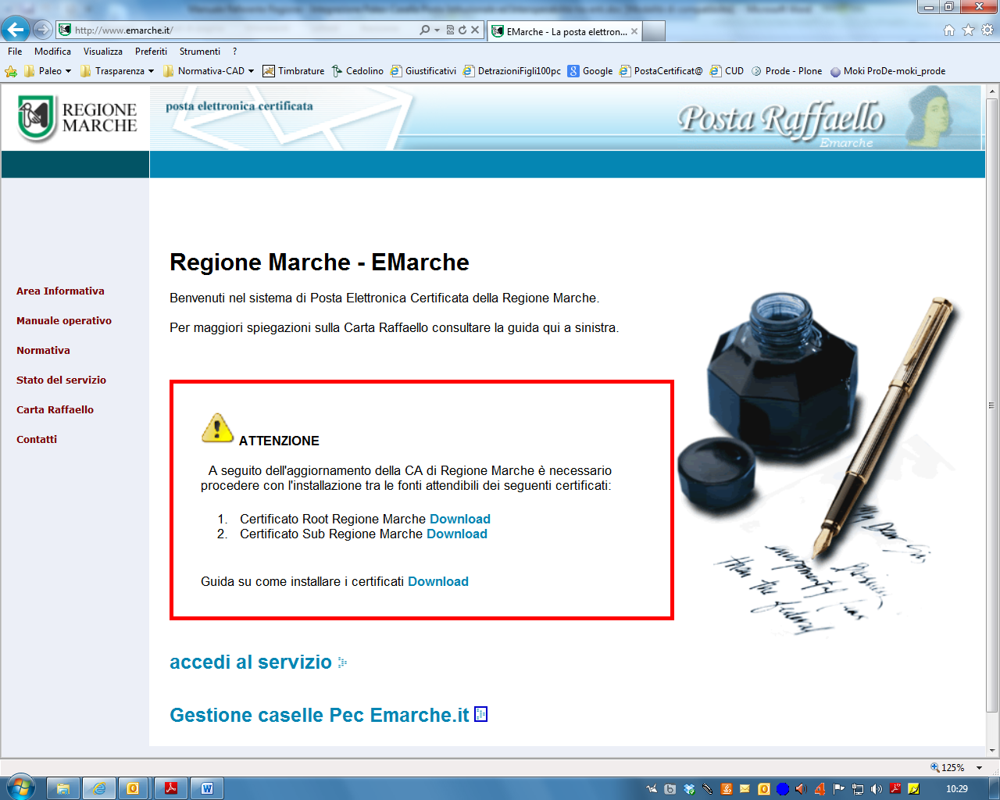 http://www.emarche.it/
EMarche - La posta elettron...
File Modifica Visualizza Preferiti Strumenti ?
Paleo Trasparenza Normativa-CAD Timbrature Cedolino Giustificativi DetrazioniFigli100pc Google PostaCertificat@ CUD Prode - Plone Moki ProDe-moki_prode
REGIONE
MARCHE
posta elettronica certificata
Posta Raffaello
Emarche
Regione Marche - EMarche
Benvenuti nel sistema di Posta Elettronica Certificata della Regione Marche.
Per maggiori spiegazioni sulla Carta Raffaello consultare la guida qui a sinistra.
Area Informativa
Manuale operativo
Normativa
Stato del servizio
Carta Raffaello
Contatti
ATTENZIONE
A seguito dell'aggiornamento della CA di Regione Marche è necessario
procedere con l'installazione tra le fonti attendibili dei seguenti certificati:
1. Certificato Root Regione Marche Download
2. Certificato Sub Regione Marche Download
Guida su come installare i certificati Download
My Dear Sir,
than the federal
accedi al servizio
Gestione caselle Pec Emarche.it
125%
10:29